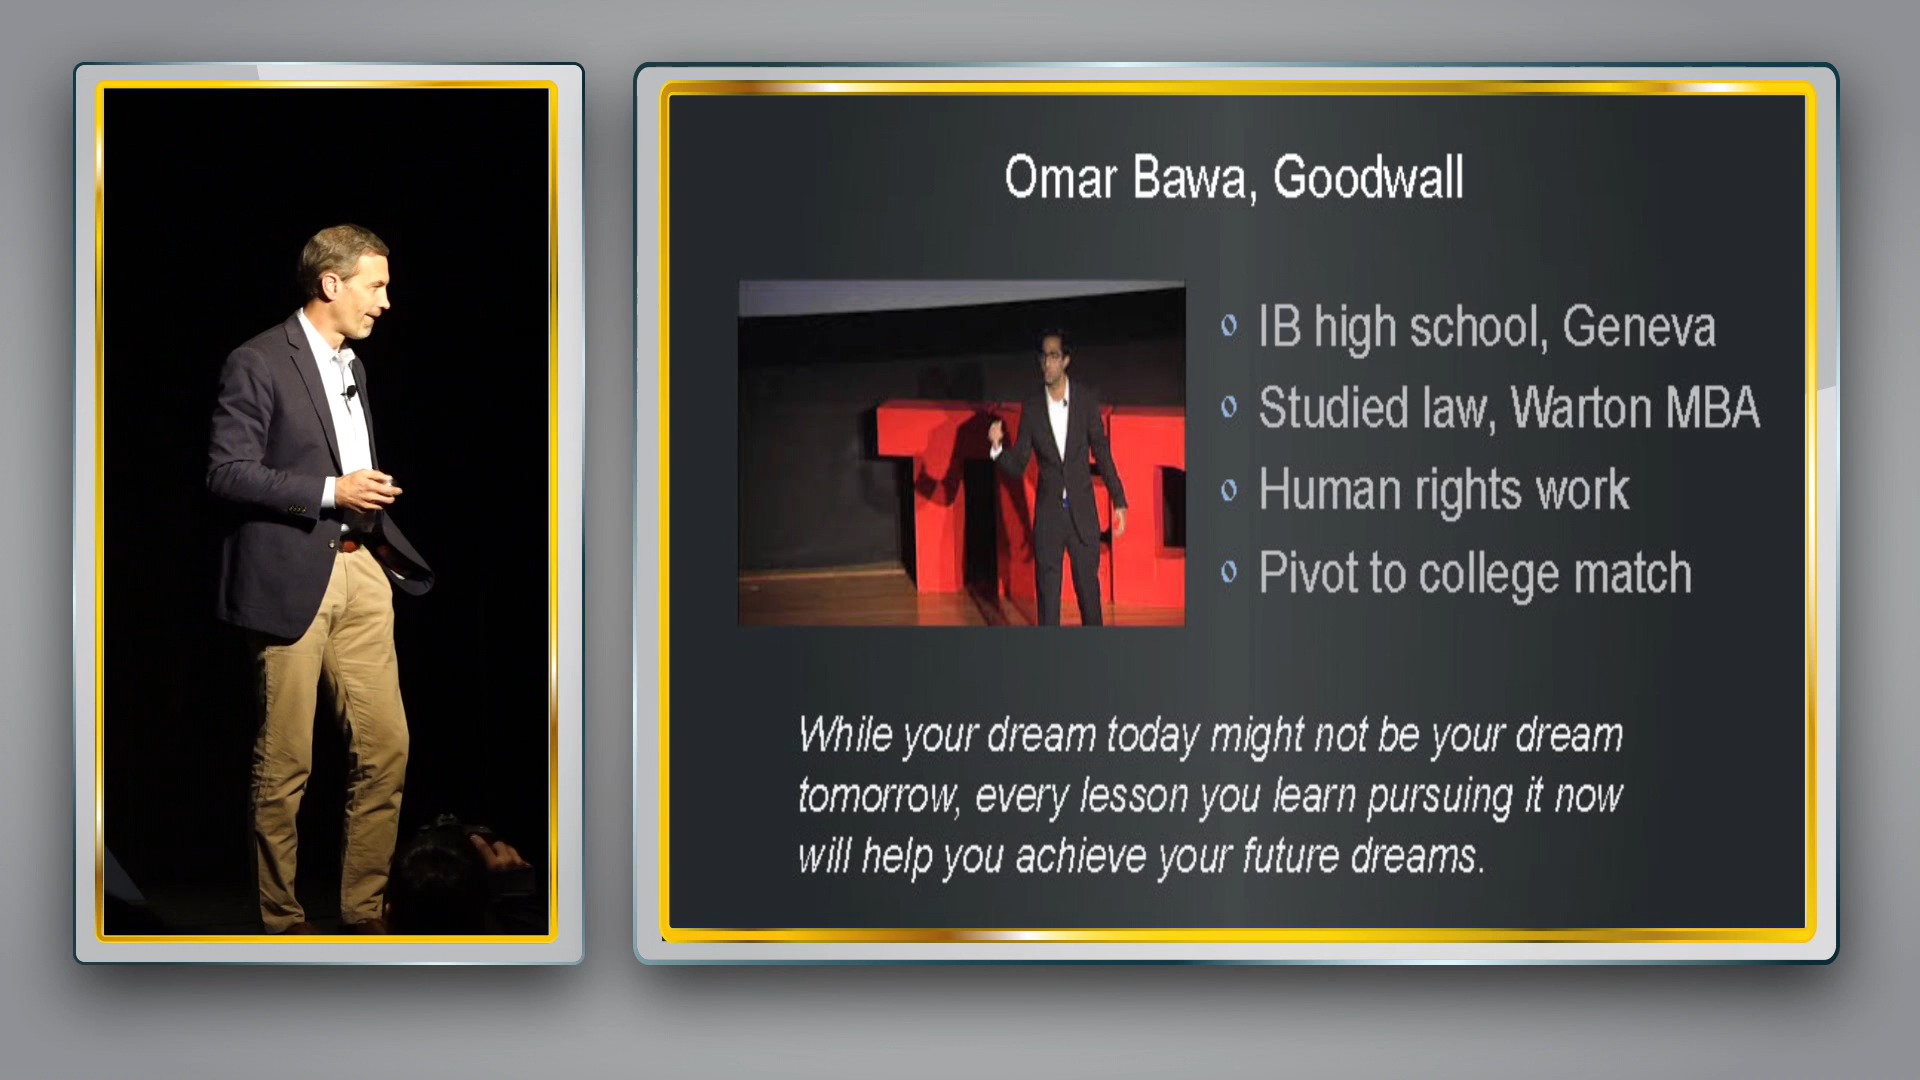 Omar Bawa, Goodwall
IB high school, Geneva
Studied law, Warton MBA
Human rights work
Pivot to college match
While your dream today might not be your dream
tomorrow, every lesson you learn pursuing it now
will help you achieve your future dreams.
TED